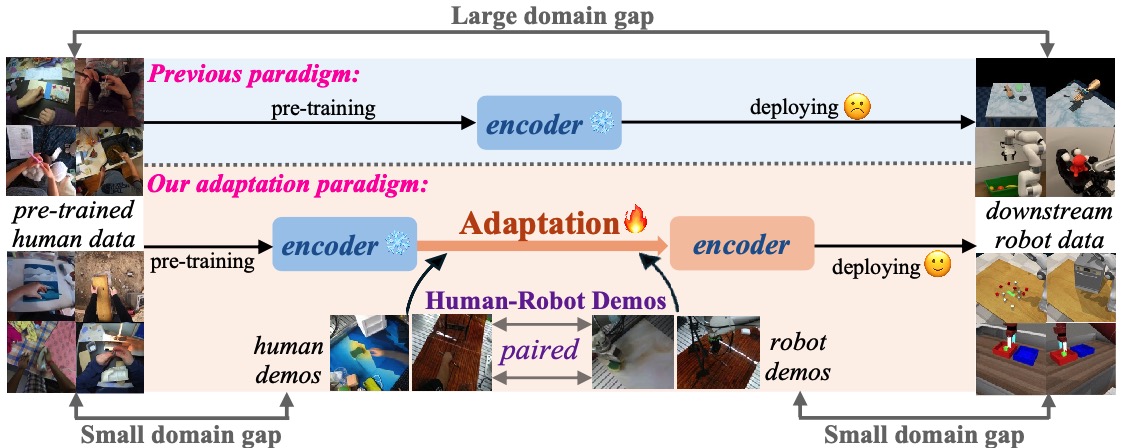 Large domain gap
Previous paradigm:
pre-training
encoder
deploying
Our adaptation paradigm:
pre-trained
human data
pre-training
encoder
Adaptation
encoder
deploying
downstream
robot data
Human-Robot Demos
human
demos
paired
robot
demos
Small domain gap
Small domain gap